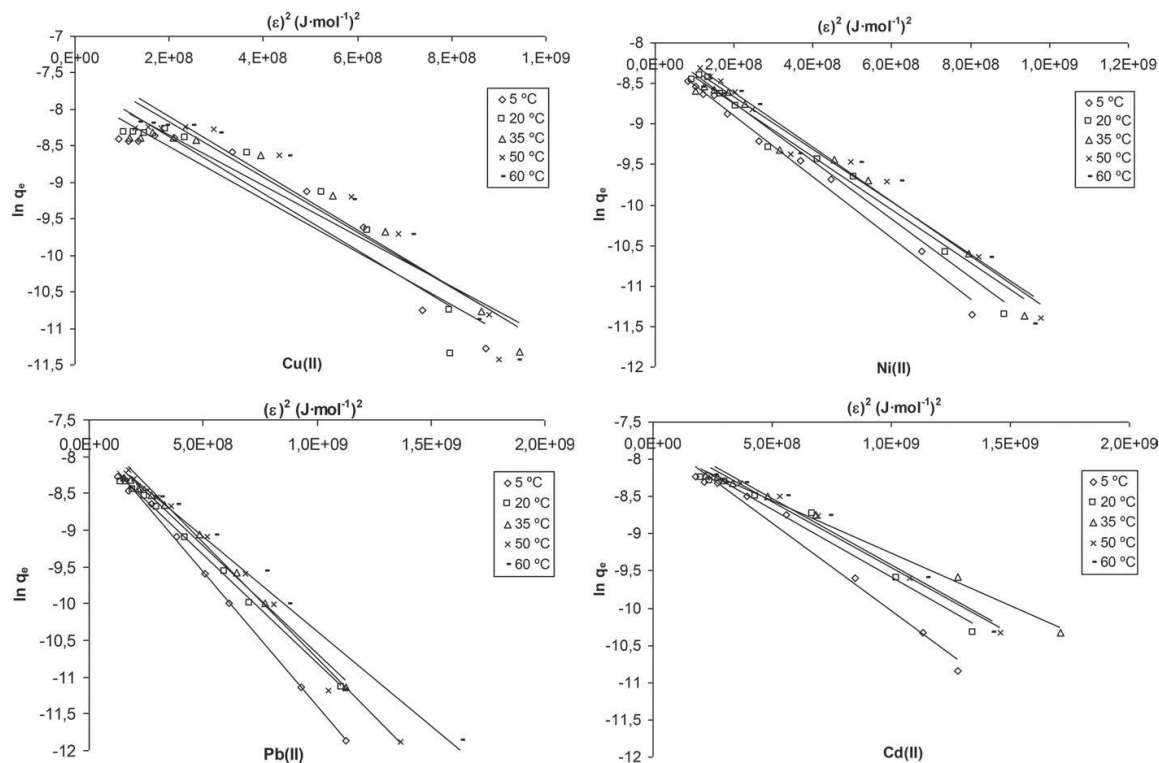 (ε)² (J·mol⁻¹)²
-7
0,0E+00 2,0E+08 4,0E+08 6,0E+08 8,0E+08 1,0E+09
-7,5
-8
-8,5
-9
-9,5
-10
-10,5
-11
-11,5
ln qₑ
5 ºC
20 ºC
35 ºC
50 ºC
60 ºC
Cu(II)
(ε)² (J·mol⁻¹)²
-8
0,0E+00 2,0E+08 4,0E+08 6,0E+08 8,0E+08 1,0E+09 1,2E+09
-8,5
-9
-9,5
-10
-10,5
-11
-11,5
-12
ln qₑ
5 ºC
20 ºC
35 ºC
50 ºC
60 ºC
Ni(II)
(ε)² (J·mol⁻¹)²
-7,5
0,0E+00 5,0E+08 1,0E+09 1,5E+09 2,0E+09
-8
-8,5
-9
-9,5
-10
-10,5
-11
-11,5
-12
ln qₑ
5 ºC
20 ºC
35 ºC
50 ºC
60 ºC
Pb(II)
(ε)² (J·mol⁻¹)²
-7,5
0,0E+00 5,0E+08 1,0E+09 1,5E+09 2,0E+09
-8
-8,5
-9
-9,5
-10
-10,5
-11
-11,5
-12
ln qₑ
5 ºC
20 ºC
35 ºC
50 ºC
60 ºC
Cd(II)